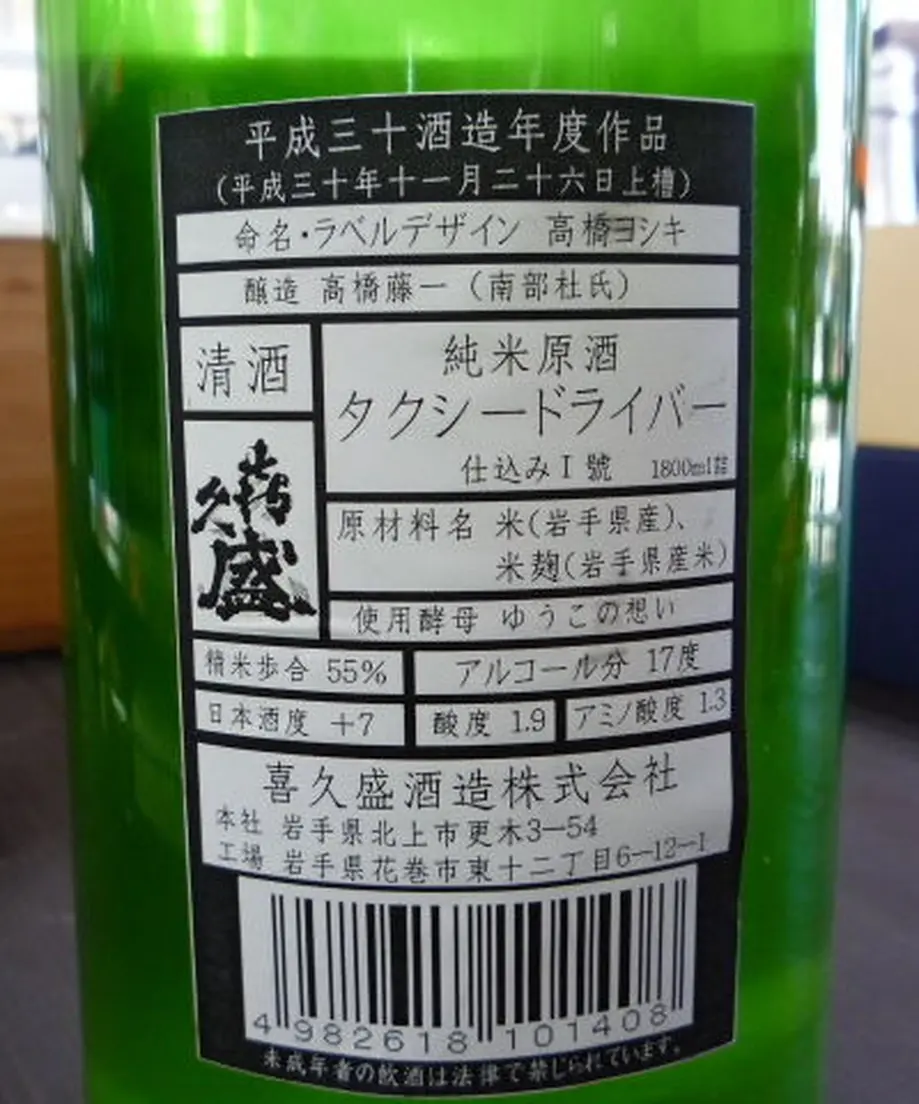 平成三十酒造年度作品
(平成三十年十一月二十六日上槽)
命名・ラベルデザイン 高橋ヨシキ
醸造 高橋藤一 (南部杜氏)
清酒
純米原酒
タクシードライバー
仕込みI號 1800ml詰
喜久盛
原材料名 米(岩手県産)、
米麹(岩手県産米)
使用酵母 ゆうこの想い
精米歩合 55%
アルコール分 17度
日本酒度 +7
酸度 1.9
アミノ酸度 1.3
喜久盛酒造株式会社
本社 岩手県北上市更木3-54
工場 岩手県花巻市東十二丁目6-12-1
4 982618 101408
未成年者の飲酒は法律で禁じられています。